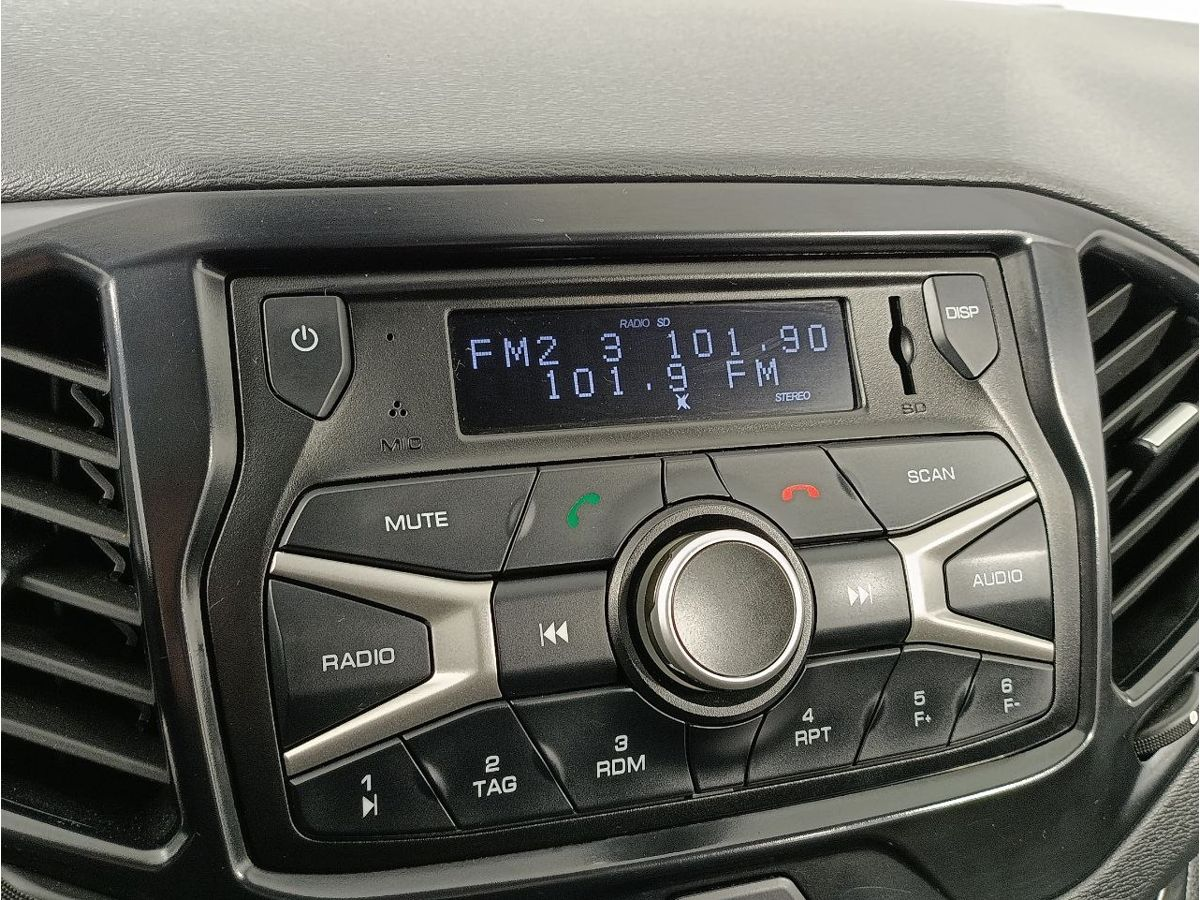 RADIO SD
FM2 3 101.90
101.9 FM
STEREO
DISP
MIC
SD
MUTE
SCAN
RADIO
AUDIO
1
2
TAG
3
RDM
4
RPT
5
F+
6
F-